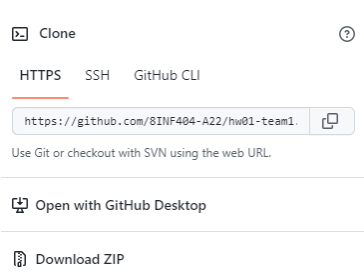 Clone
HTTPS SSH GitHub CLI
https://github.com/8INF404-A22/hw01-team1.
Use Git or checkout with SVN using the web URL.
Open with GitHub Desktop
Download ZIP